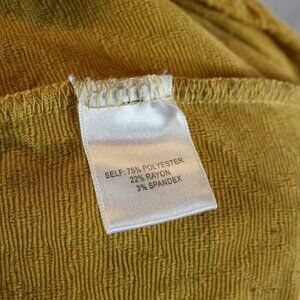 SELF: 75% POLYESTER
22% RAYON
3% SPANDEX